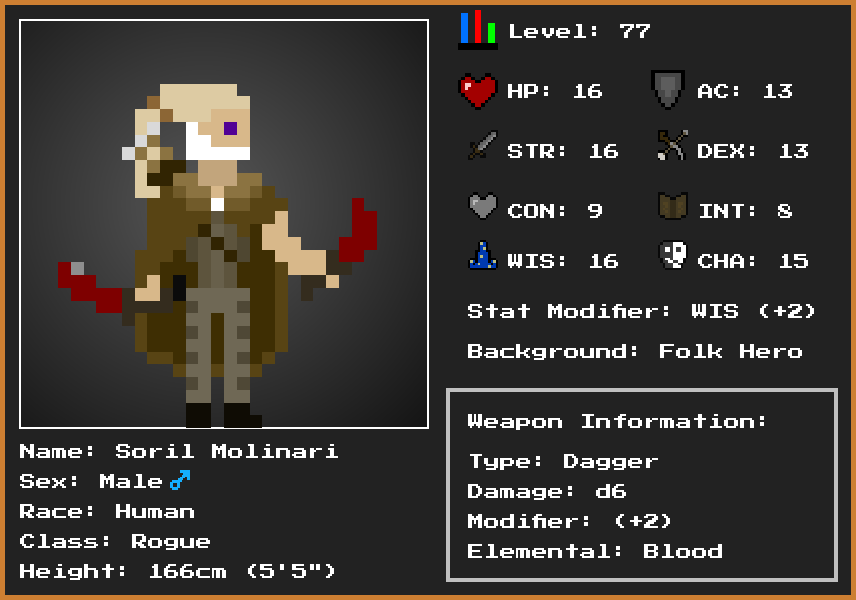 Level: 77
HP: 16
AC: 13
STR: 16
DEX: 13
CON: 9
INT: 8
WIS: 16
CHA: 15
Stat Modifier: WIS (+2)
Background: Folk Hero
Name: Soril Molinari
Sex: Male♂
Race: Human
Class: Rogue
Height: 166cm (5'5")
Weapon Information:
Type: Dagger
Damage: d6
Modifier: (+2)
Elemental: Blood